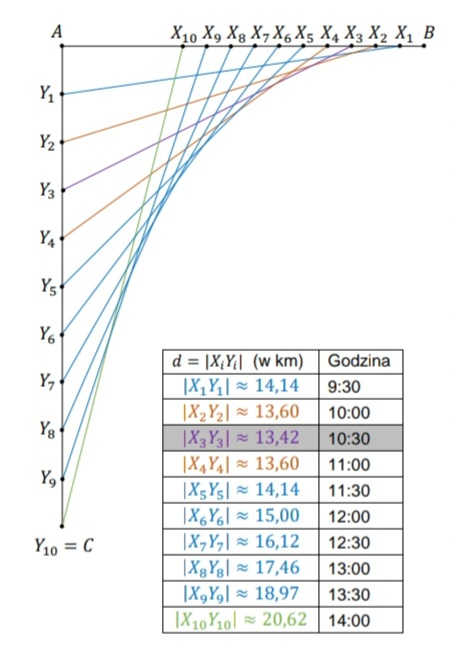 A X₁₀ X₉ X₈ X₇ X₆ X₅ X₄ X₃ X₂ X₁ B
Y₁
Y₂
Y₃
Y₄
Y₅
Y₆
Y₇
Y₈
Y₉
Y₁₀ = C
d = |XᵢYᵢ| (w km) Godzina
|X₁Y₁| ≈ 14,14 9:30
|X₂Y₂| ≈ 13,60 10:00
|X₃Y₃| ≈ 13,42 10:30
|X₄Y₄| ≈ 13,60 11:00
|X₅Y₅| ≈ 14,14 11:30
|X₆Y₆| ≈ 15,00 12:00
|X₇Y₇| ≈ 16,12 12:30
|X₈Y₈| ≈ 17,46 13:00
|X₉Y₉| ≈ 18,97 13:30
|X₁₀Y₁₀| ≈ 20,62 14:00